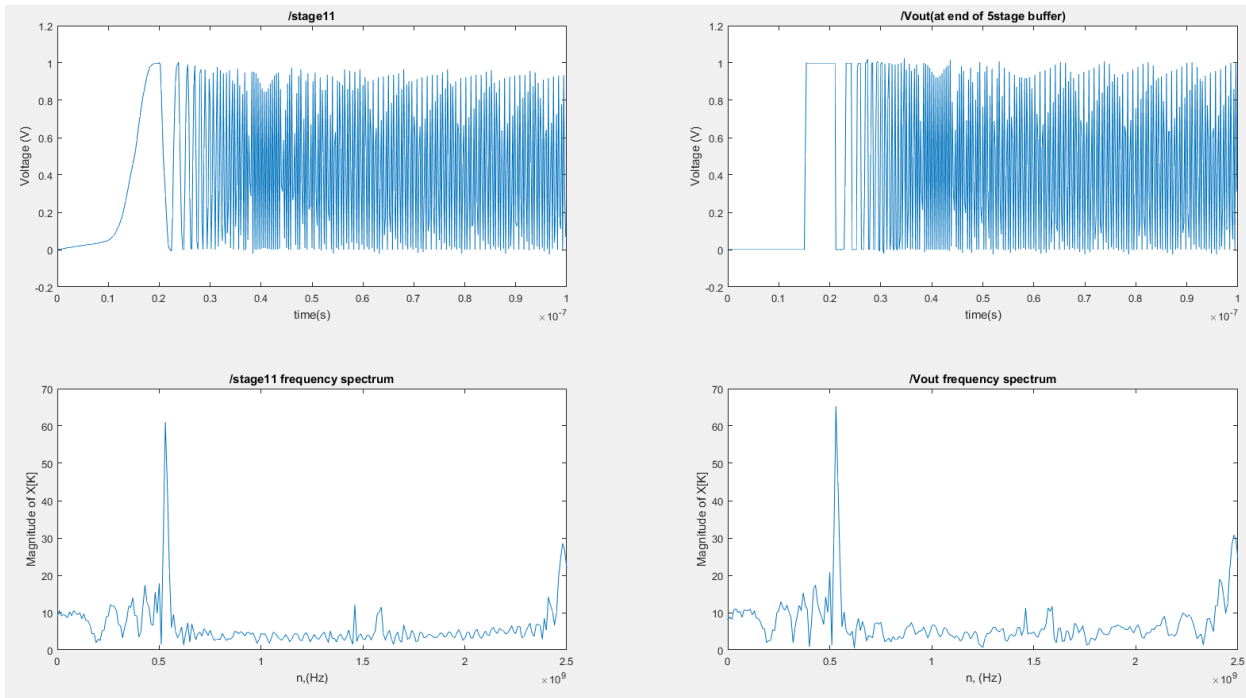 /stage11
1.2
1
0.8
0.6
0.4
0.2
0
-0.2
Voltage (V)
0 0.1 0.2 0.3 0.4 0.5 0.6 0.7 0.8 0.9 1
time(s)
×10-7
/Vout(at end of 5stage buffer)
1.2
1
0.8
0.6
0.4
0.2
0
-0.2
Voltage (V)
0 0.1 0.2 0.3 0.4 0.5 0.6 0.7 0.8 0.9 1
time(s)
×10-7
/stage11 frequency spectrum
70
60
50
40
30
20
10
0
Magnitude of X[K]
0 0.5 1 1.5 2 2.5
n,(Hz)
×109
/Vout frequency spectrum
70
60
50
40
30
20
10
0
Magnitude of X[K]
0 0.5 1 1.5 2 2.5
n, (Hz)
×109